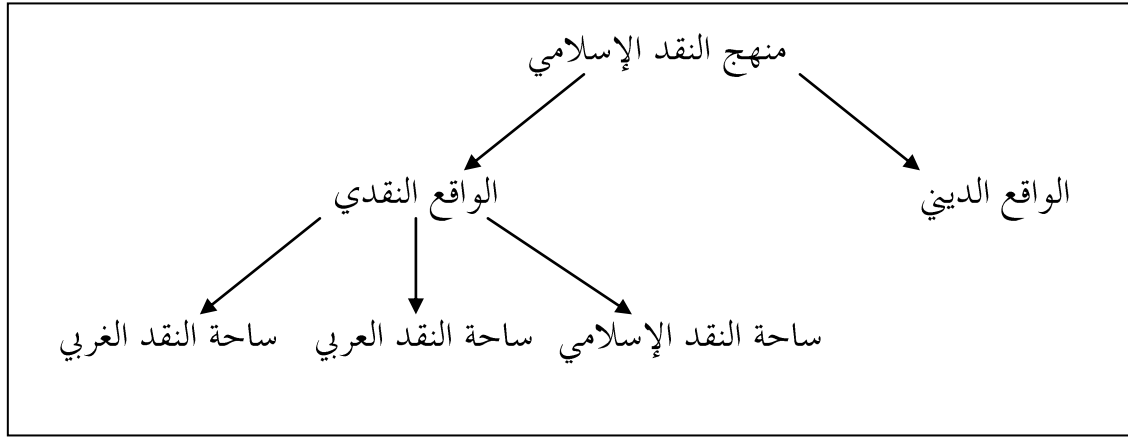 منهج النقد الإسلامي
الواقع الديني
الواقع النقدي
ساحة النقد الإسلامي
ساحة النقد العربي
ساحة النقد الغربي